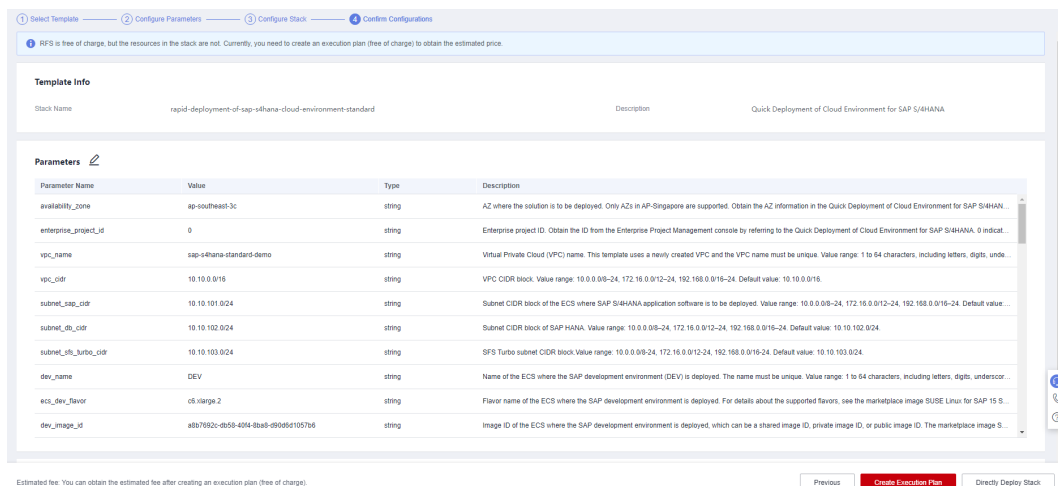 1 Select Template 2 Configure Parameters 3 Configure Stack 4 Confirm Configurations
RFS is free of charge, but the resources in the stack are not. Currently, you need to create an execution plan (free of charge) to obtain the estimated price.
Template Info
Stack Name rapid-deployment-of-sap-s4hana-cloud-environment-standard Description Quick Deployment of Cloud Environment for SAP S/4HANA
Parameters
Parameter Name Value Type Description
availability_zone ap-southeast-3c string AZ where the solution is to be deployed. Only AZs in AP-Singapore are supported. Obtain the AZ information in the Quick Deployment of Cloud Environment for SAP S/4HAN...
enterprise_project_id 0 string Enterprise project ID. Obtain the ID from the Enterprise Project Management console by referring to the Quick Deployment of Cloud Environment for SAP S/4HANA. 0 indicat...
vpc_name sap-s4hana-standard-demo string Virtual Private Cloud (VPC) name. This template uses a newly created VPC and the VPC name must be unique. Value range: 1 to 64 characters, including letters, digits, unde...
vpc_cidr 10.10.0.0/16 string VPC CIDR block. Value range: 10.0.0.0/8–24, 172.16.0.0/12–24, 192.168.0.0/16–24. Default value: 10.10.0.0/16.
subnet_sap_cidr 10.10.101.0/24 string Subnet CIDR block of the ECS where SAP S/4HANA application software is to be deployed. Value range: 10.0.0.0/8–24, 172.16.0.0/12–24, 192.168.0.0/16–24. Default value:...
subnet_db_cidr 10.10.102.0/24 string Subnet CIDR block of SAP HANA. Value range: 10.0.0.0/8–24, 172.16.0.0/12–24, 192.168.0.0/16–24. Default value: 10.10.102.0/24.
subnet_sfs_turbo_cidr 10.10.103.0/24 string SFS Turbo subnet CIDR block.Value range: 10.0.0.0/8-24, 172.16.0.0/12-24, 192.168.0.0/16-24. Default value: 10.10.103.0/24.
dev_name DEV string Name of the ECS where the SAP development environment (DEV) is deployed. The name must be unique. Value range: 1 to 64 characters, including letters, digits, underscor...
ecs_dev_flavor c6.xlarge.2 string Flavor name of the ECS where the SAP development environment is deployed. For details about the supported flavors, see the marketplace image SUSE Linux for SAP 15 S...
dev_image_id a8b7692c-db58-40f4-8ba8-d90d6d1057b6 string Image ID of the ECS where the SAP development environment is deployed, which can be a shared image ID, private image ID, or public image ID. The marketplace image S...
Estimated fee: You can obtain the estimated fee after creating an execution plan (free of charge). Previous Create Execution Plan Directly Deploy Stack